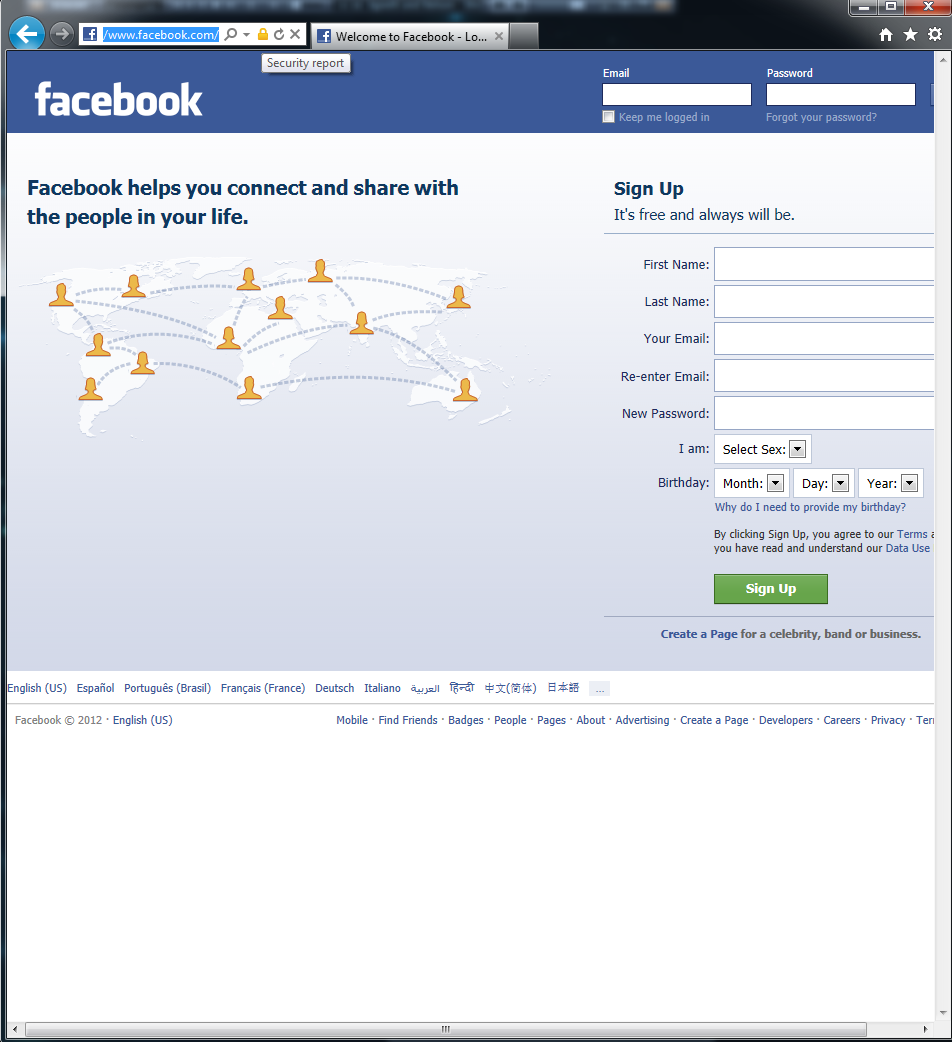 /www.facebook.com/
Welcome to Facebook - Lo...
Security report
facebook
Email
Password
Keep me logged in
Forgot your password?
Facebook helps you connect and share with
the people in your life.
Sign Up
It's free and always will be.
First Name:
Last Name:
Your Email:
Re-enter Email:
New Password:
I am:
Select Sex:
Birthday:
Month:
Day:
Year:
Why do I need to provide my birthday?
By clicking Sign Up, you agree to our Terms a
you have read and understand our Data Use
Sign Up
Create a Page for a celebrity, band or business.
English (US) Español Português (Brasil) Français (France) Deutsch Italiano العربية हिन्दी 中文(简体) 日本語 ...
Facebook © 2012 · English (US)
Mobile · Find Friends · Badges · People · Pages · About · Advertising · Create a Page · Developers · Careers · Privacy · Terr